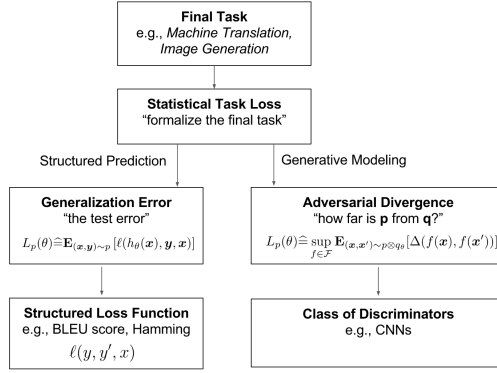 Final Task
e.g., Machine Translation,
Image Generation
Statistical Task Loss
“formalize the final task”
Structured Prediction
Generative Modeling
Generalization Error
“the test error”
L_p(θ)≙E_{(x,y)∼p} [ℓ(h_θ(x), y, x)]
Adversarial Divergence
“how far is p from q?”
L_p(θ)≙ sup_{f∈F} E_{(x,x′)∼p⊗q_θ}[Δ(f(x), f(x′))]
Structured Loss Function
e.g., BLEU score, Hamming
ℓ(y, y′, x)
Class of Discriminators
e.g., CNNs